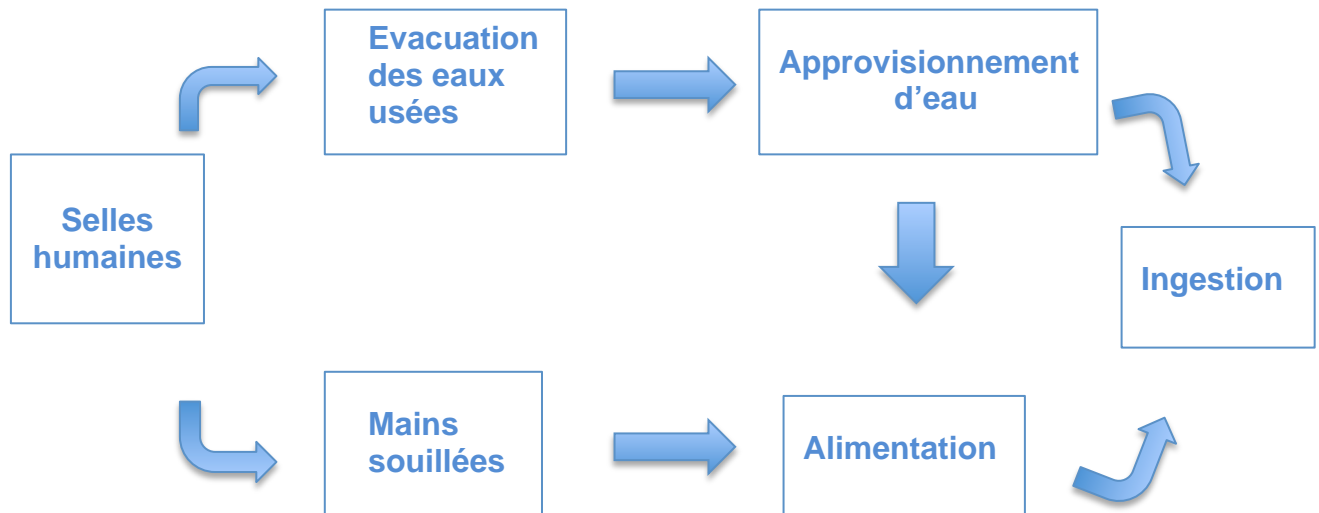 Evacuation
des eaux
usées
Approvisionnement
d’eau
Selles
humaines
Ingestion
Mains
souillées
Alimentation